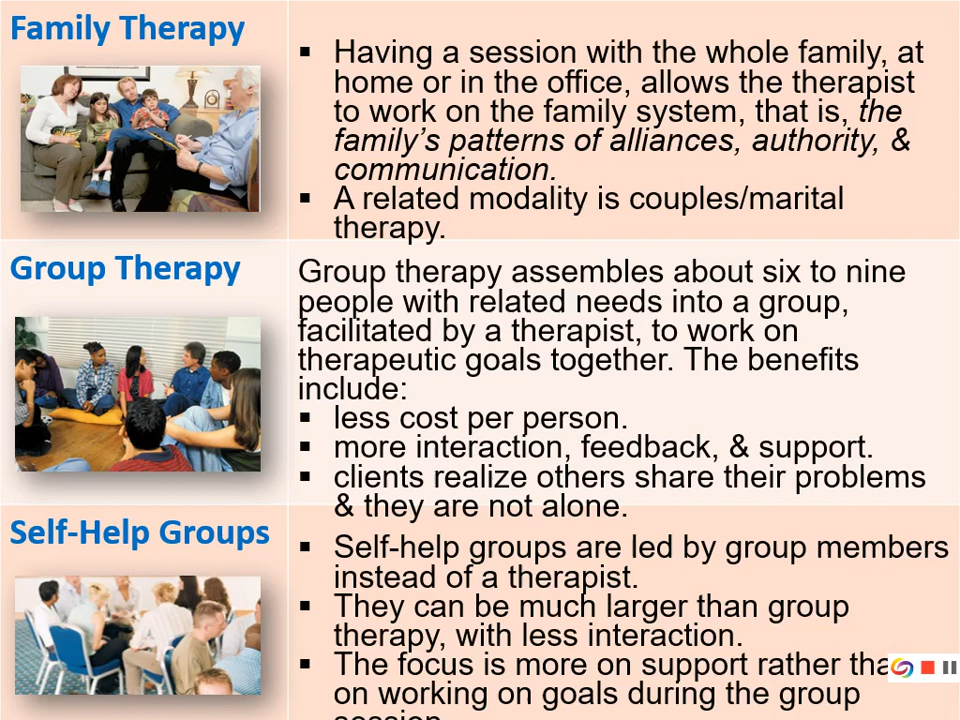 Family Therapy
▪ Having a session with the whole family, at
home or in the office, allows the therapist
to work on the family system, that is, the
family's patterns of alliances, authority, &
communication.
▪ A related modality is couples/marital
therapy.
Group Therapy
Group therapy assembles about six to nine
people with related needs into a group,
facilitated by a therapist, to work on
therapeutic goals together. The benefits
include:
▪ less cost per person.
▪ more interaction, feedback, & support.
▪ clients realize others share their problems
& they are not alone.
Self-Help Groups
▪ Self-help groups are led by group members
instead of a therapist.
▪ They can be much larger than group
therapy, with less interaction.
▪ The focus is more on support rather tha
on working on goals during the group
session